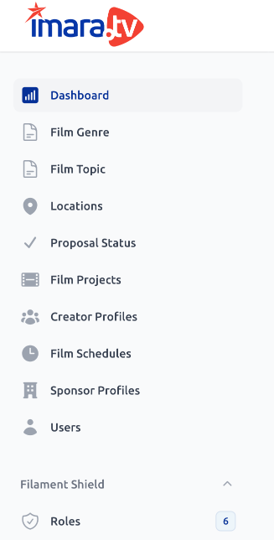 imara.tv
Dashboard
Film Genre
Film Topic
Locations
Proposal Status
Film Projects
Creator Profiles
Film Schedules
Sponsor Profiles
Users
Filament Shield
Roles 6